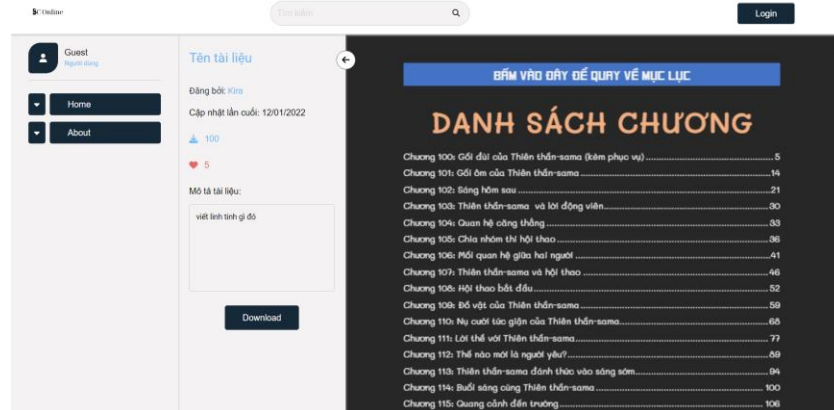 $C Online
Tìm kiếm
Login
Guest
Người dùng
Home
About
Tên tài liệu
Đăng bởi: Kira
Cập nhật lần cuối: 12/01/2022
100
5
Mô tả tài liệu:
viết linh tinh gì đó
Download
BẤM VÀO ĐÂY ĐỂ QUAY VỀ MỤC LỤC
DANH SÁCH CHƯƠNG
Chương 100: Gối đùi của Thiên thần-sama (kèm phục vụ) 5
Chương 101: Gối ôm của Thiên thần-sama 14
Chương 102: Sáng hôm sau 21
Chương 103: Thiên thần-sama và lời động viên 30
Chương 104: Quan hệ căng thẳng 33
Chương 105: Chia nhóm thi hội thao 36
Chương 106: Mối quan hệ giữa hai người 41
Chương 107: Thiên thần-sama và hội thao 46
Chương 108: Hội thao bắt đầu 52
Chương 109: Đồ vật của Thiên thần-sama 59
Chương 110: Nụ cười tức giận của Thiên thần-sama 68
Chương 111: Lời thề với Thiên thần-sama 77
Chương 112: Thế nào mới là người yêu? 89
Chương 113: Thiên thần-sama đánh thức vào sáng sớm 94
Chương 114: Buổi sáng cùng Thiên thần-sama 100
Chương 115: Quang cảnh đến trường 106